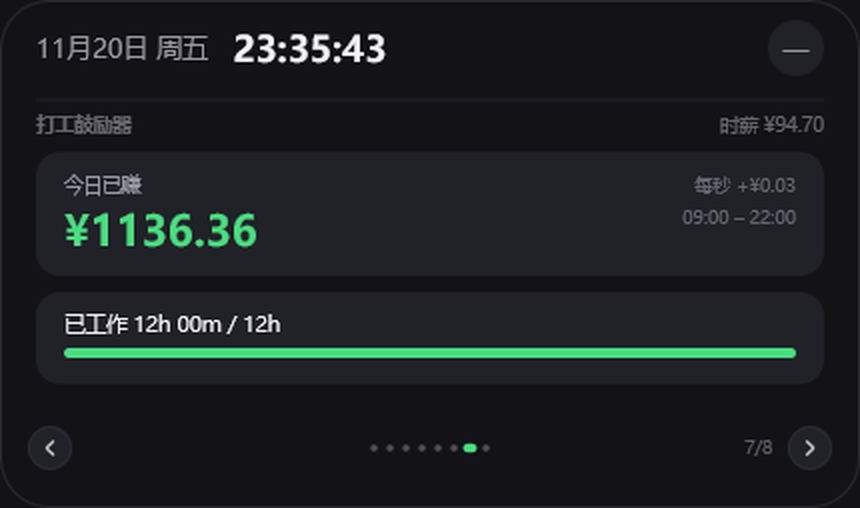 11月20日 周五 23:35:43
打工鼓励器 时薪 ¥94.70
今日已赚 每秒 +¥0.03
¥1136.36 09:00 – 22:00
已工作 12h 00m / 12h
7/8